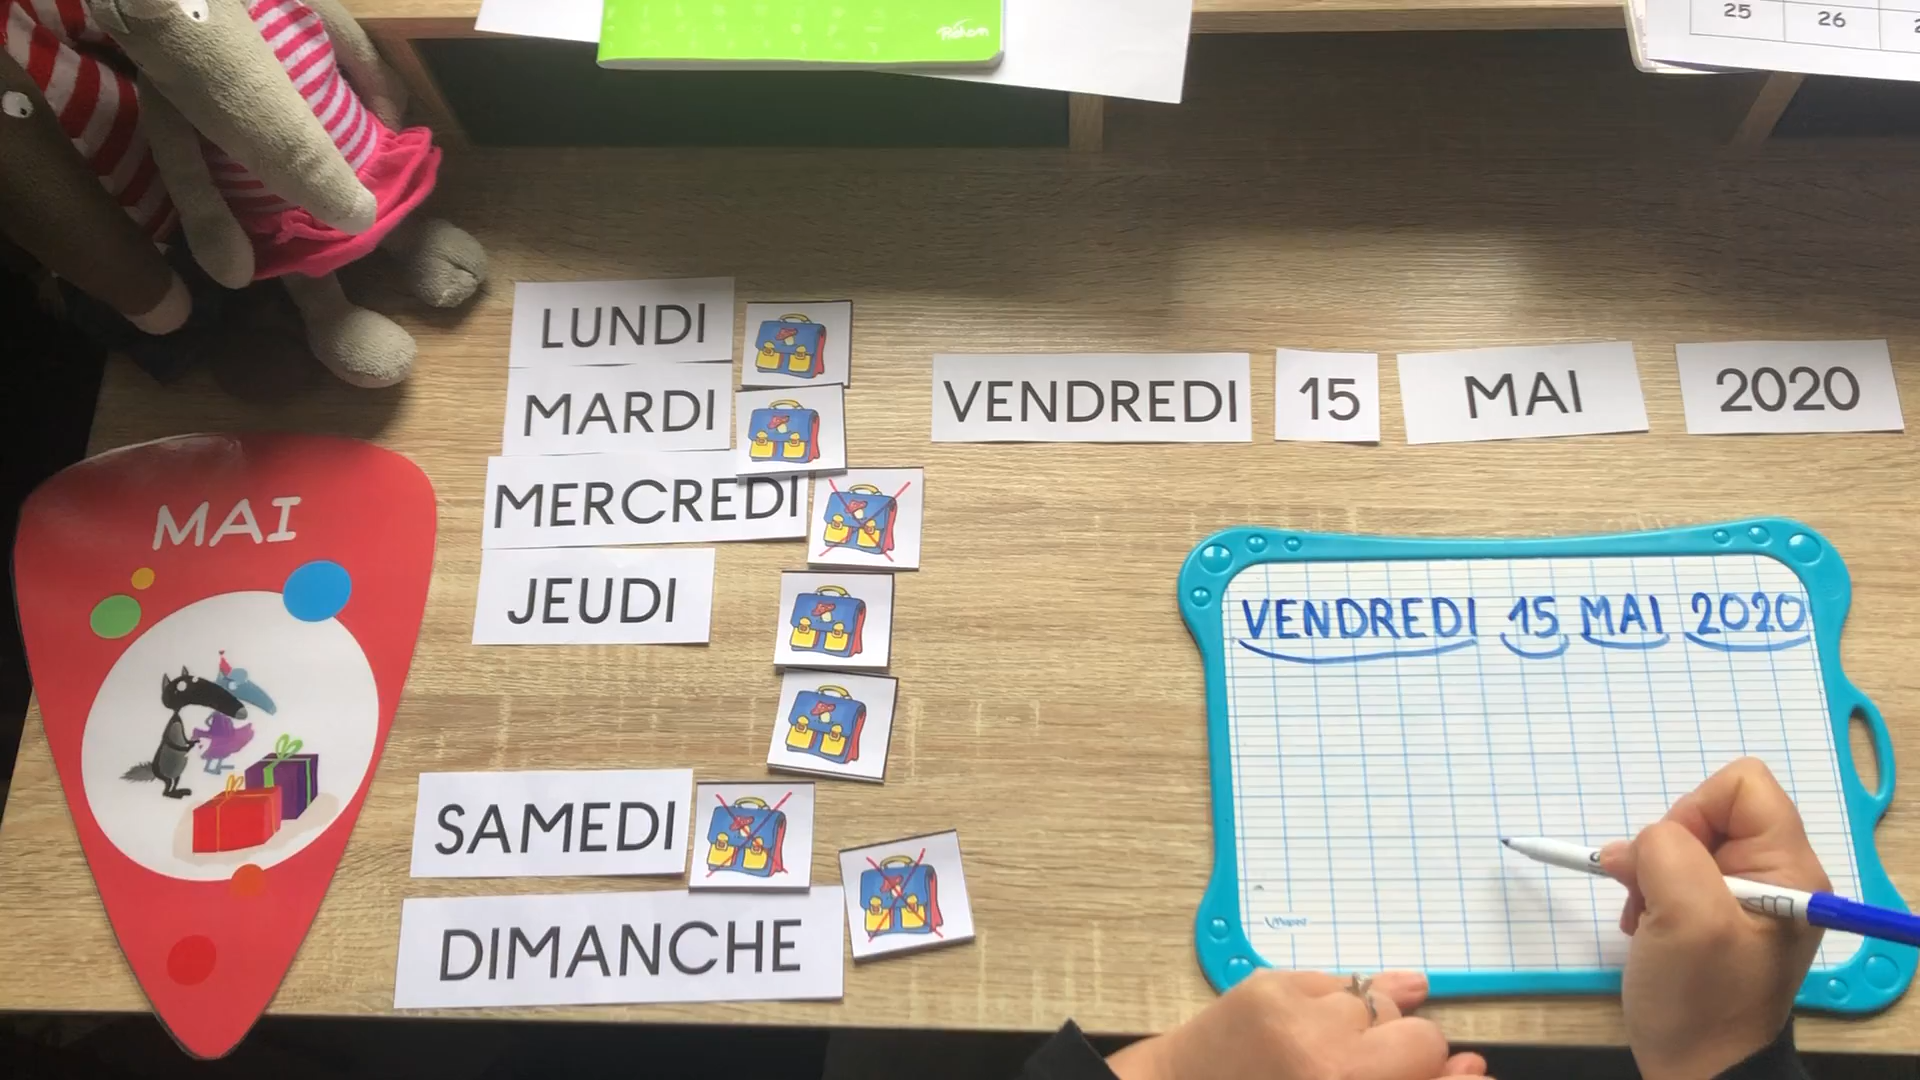 25 26
LUNDI
MARDI
MERCREDI
JEUDI
SAMEDI
DIMANCHE
VENDREDI 15 MAI 2020
MAI
VENDREDI 15 MAI 2020